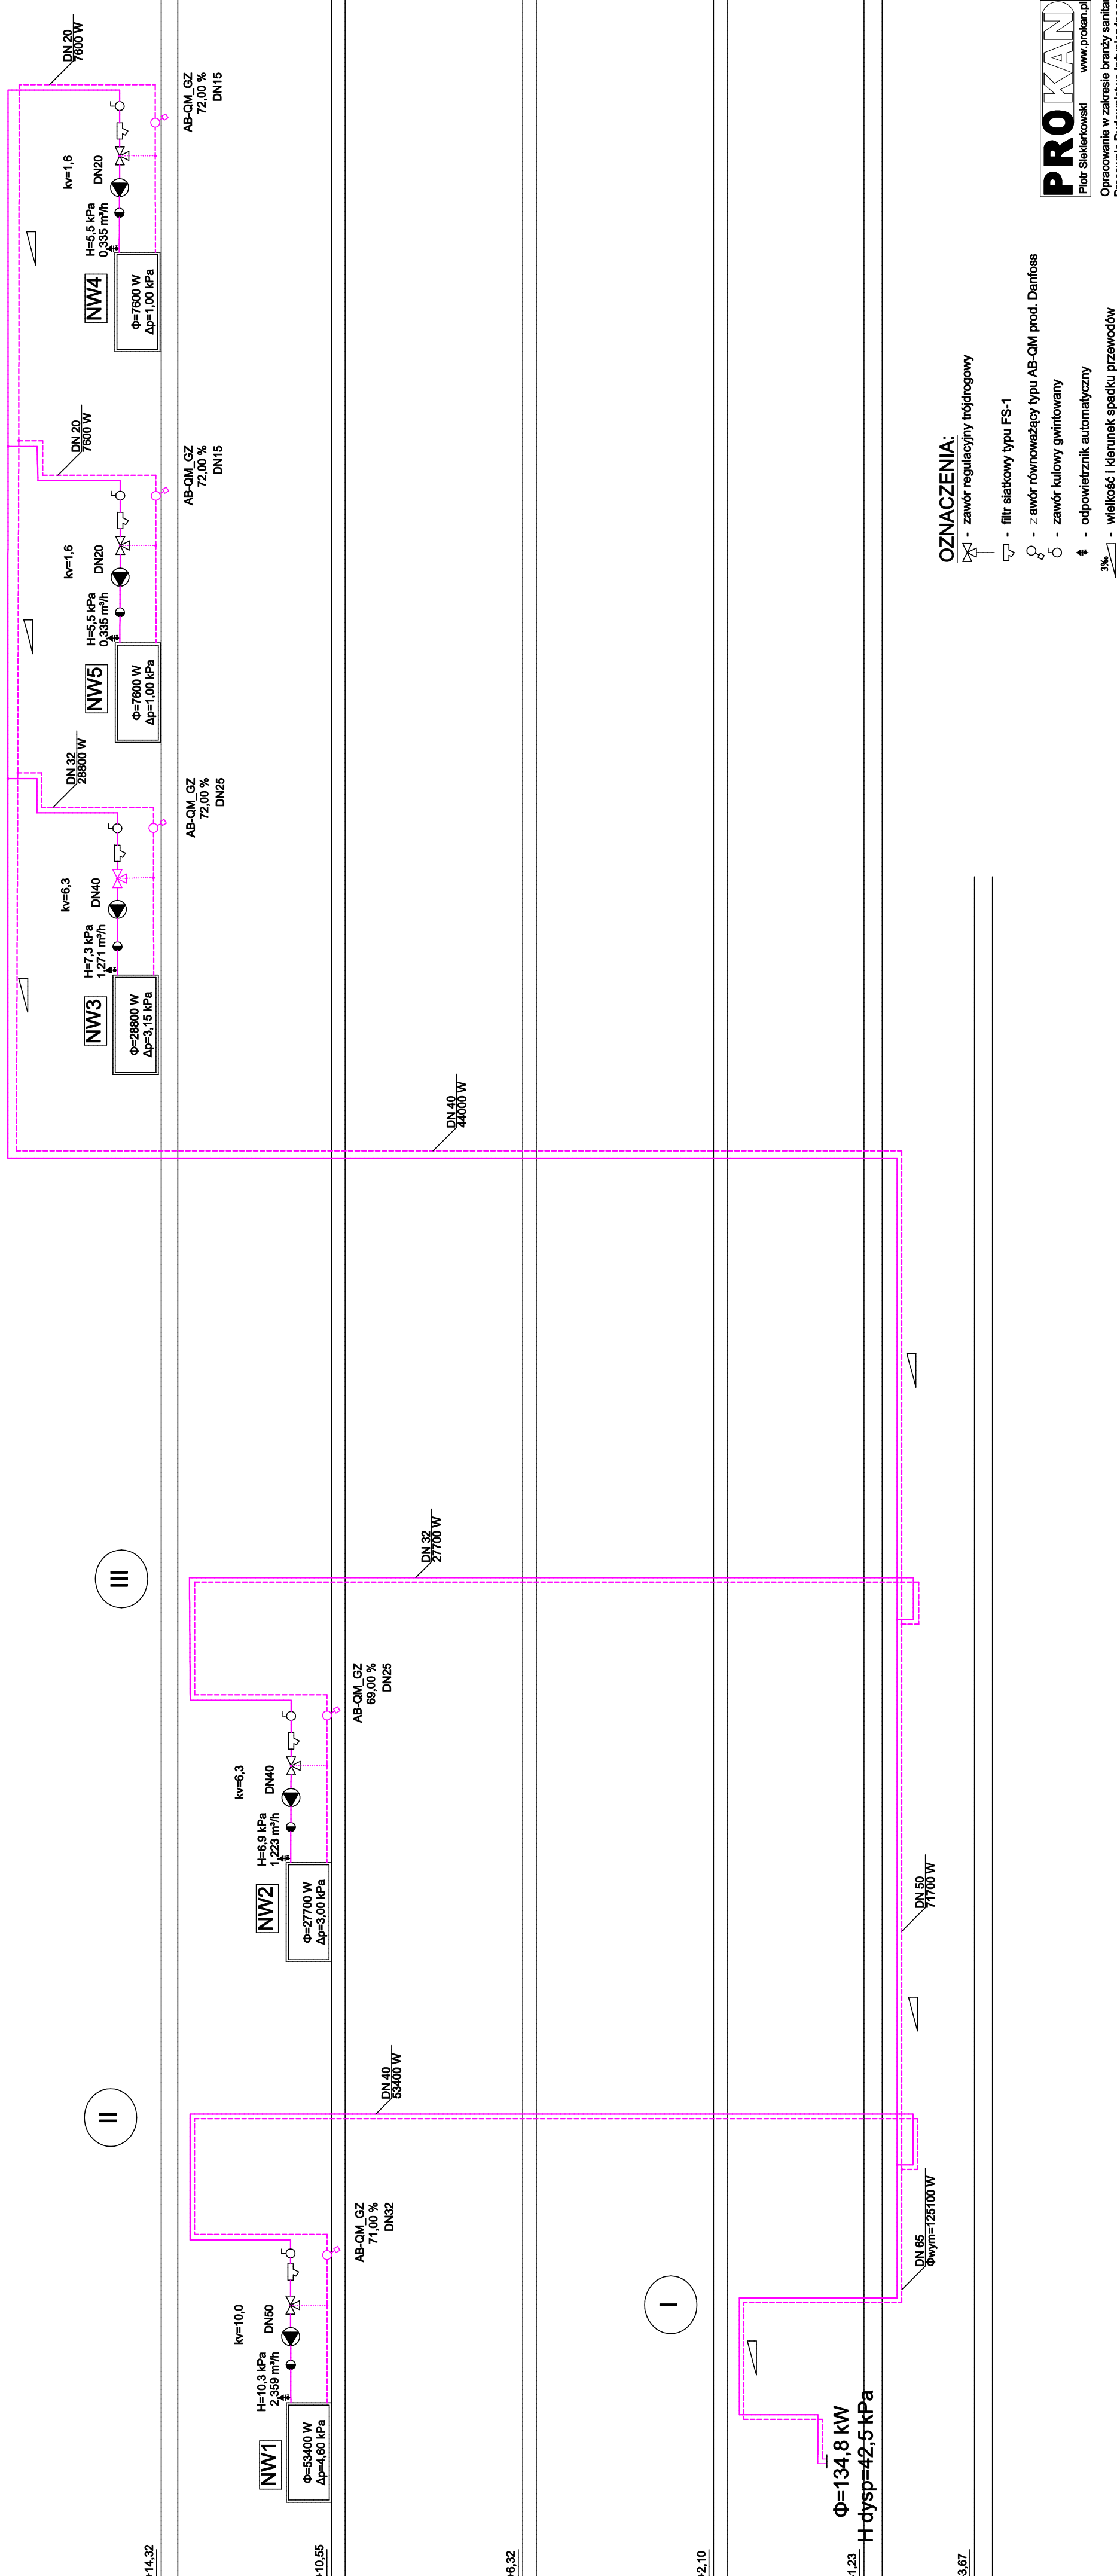 DN 20
7600 W
kv=1,6
DN20
H=5,5 kPa
0,335 m³/h
NW4
Φ=7600 W
Δp=1,00 kPa
AB-QM_GZ
72,00 %
DN15
DN 20
7600 W
kv=1,6
DN20
H=5,5 kPa
0,335 m³/h
NW5
Φ=7600 W
Δp=1,00 kPa
AB-QM_GZ
72,00 %
DN15
DN 32
28800 W
kv=6,3
DN40
H=7,3 kPa
1,271 m³/h
NW3
Φ=28800 W
Δp=3,15 kPa
AB-QM_GZ
72,00 %
DN25
DN 40
44000 W
III
DN 32
27700 W
kv=6,3
DN40
H=6,9 kPa
1,223 m³/h
NW2
Φ=27700 W
Δp=3,00 kPa
AB-QM_GZ
69,00 %
DN25
DN 50
71700 W
II
DN 40
53400 W
kv=10,0
DN50
H=10,3 kPa
2,359 m³/h
NW1
Φ=53400 W
Δp=4,60 kPa
AB-QM_GZ
71,00 %
DN32
DN 65
Φwym=125100 W
I
Φ=134,8 kW
H dysp=42,5 kPa
+14,32
+10,55
+6,32
+2,10
1,23
3,67
OZNACZENIA:
- zawór regulacyjny trójdrogowy
- filtr siatkowy typu FS-1
- z awór równoważący typu AB-QM prod. Danfoss
- zawór kulowy gwintowany
- odpowietrznik automatyczny
3‰ - wielkość i kierunek spadku przewodów
PROKAN
Piotr Siekierkowski www.prokan.pl
Opracowanie w zakresie branży